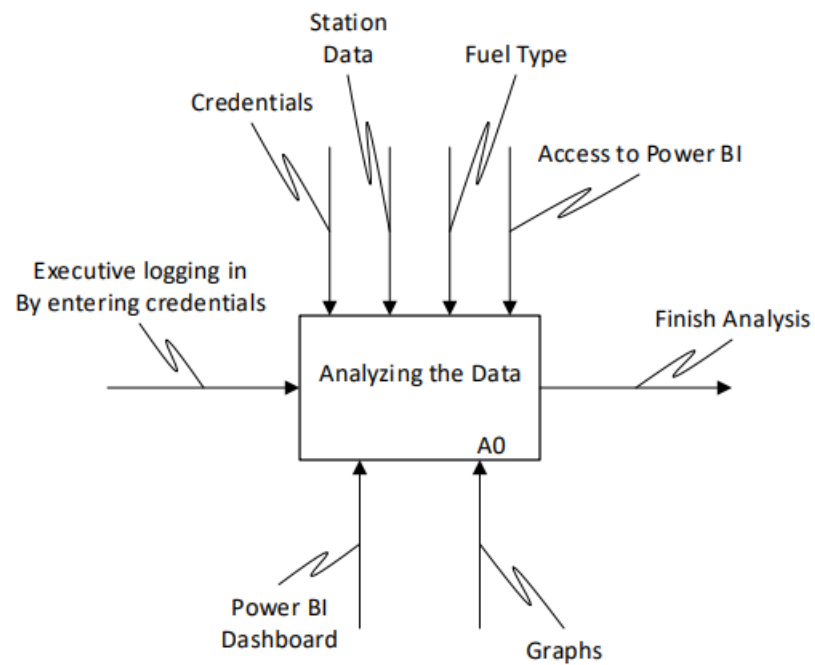 Station
Data
Fuel Type
Credentials
Access to Power BI
Executive logging in
By entering credentials
Finish Analysis
Analyzing the Data
A0
Power BI
Dashboard
Graphs